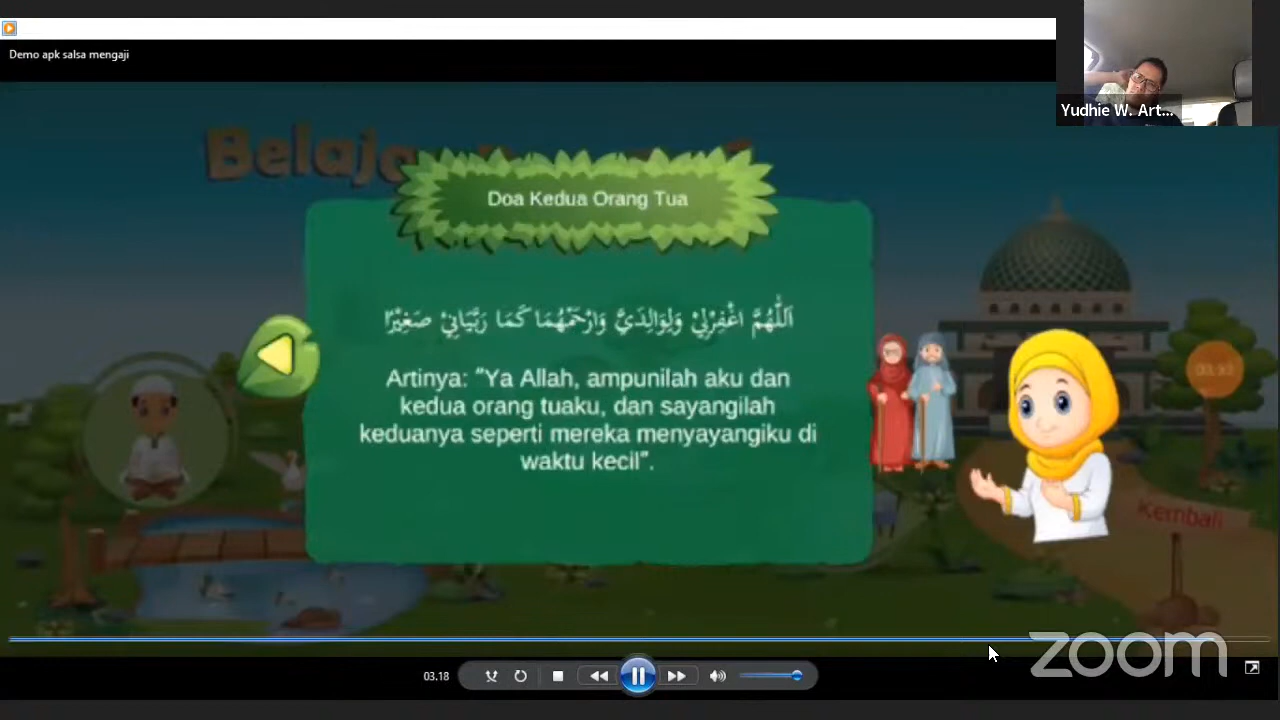 Demo apk salsa mengaji
Yudhie W. Art...
Doa Kedua Orang Tua
اَللّٰهُمَّ اغْفِرْلِيْ وَلِوَالِدَيَّ وَارْحَمْهُمَا كَمَا رَبَّيَانِيْ صَغِيْرًا
Artinya: "Ya Allah, ampunilah aku dan
kedua orang tuaku, dan sayangilah
keduanya seperti mereka menyayangiku di
waktu kecil".
Kembali
zoom
03.18